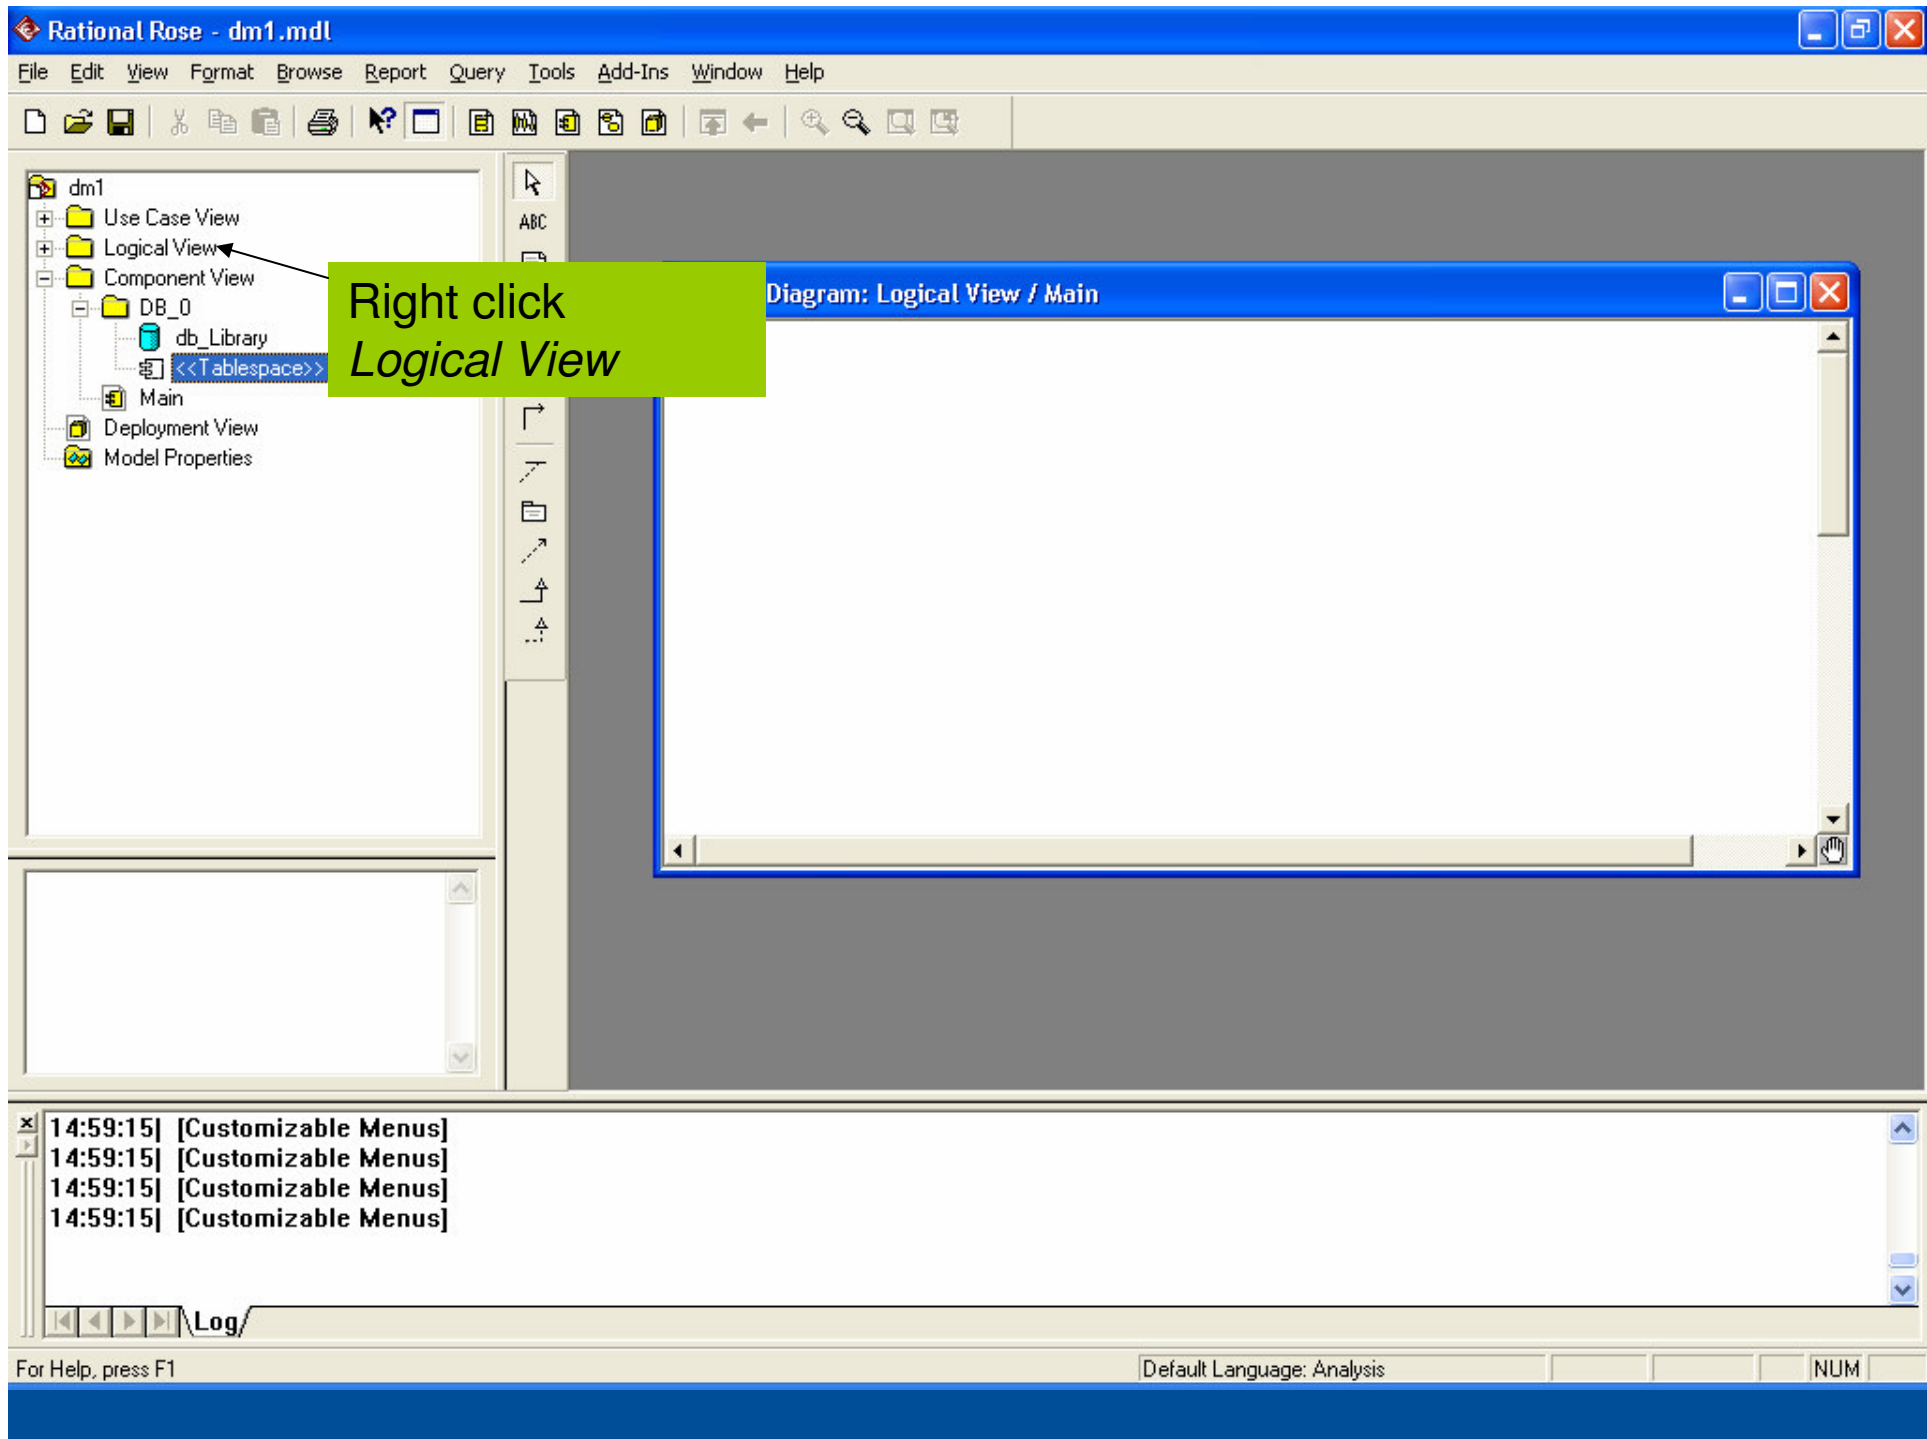 Rational Rose - dm1.mdl
File Edit View Format Browse Report Query Tools Add-Ins Window Help
dm1
Use Case View
Logical View
Component View
DB_0
db_Library
<<Tablespace>>
Main
Deployment View
Model Properties
ABC
Right click
Logical View
Diagram: Logical View / Main
14:59:15| [Customizable Menus]
14:59:15| [Customizable Menus]
14:59:15| [Customizable Menus]
14:59:15| [Customizable Menus]
Log
For Help, press F1
Default Language: Analysis
NUM